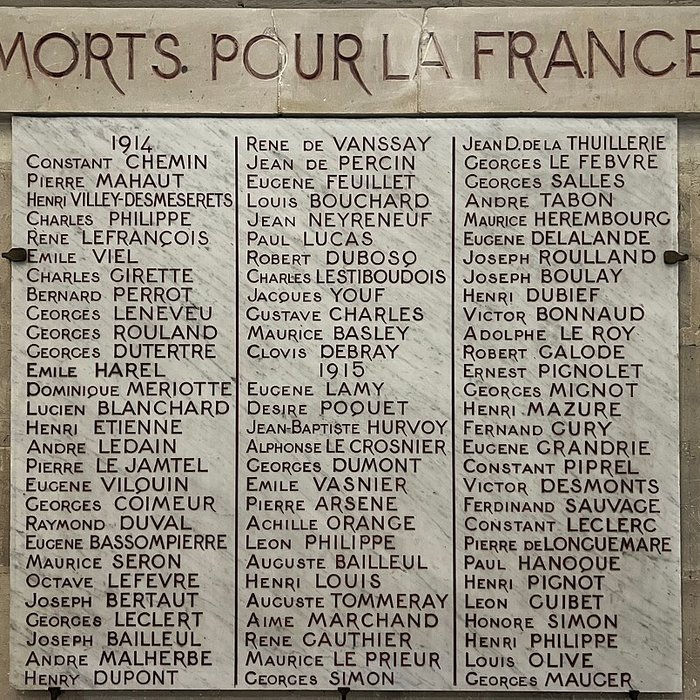 MORTS POUR LA FRANCE
1914
CONSTANT CHEMIN
PIERRE MAHAUT
HENRI VILLEY-DESMESERETS
CHARLES PHILIPPE
RENE LEFRANÇOIS
EMILE VIEL
CHARLES GIRETTE
BERNARD PERROT
GEORGES LENEVEU
GEORGES ROULAND
GEORGES DUTERTRE
EMILE HAREL
DOMINIQUE MERIOTTE
LUCIEN BLANCHARD
HENRI ETIENNE
ANDRE LEDAIN
PIERRE LE JAMTEL
EUGENE VILQUIN
GEORGES COIMEUR
RAYMOND DUVAL
EUGENE BASSOMPIERRE
MAURICE SERON
OCTAVE LEFEVRE
JOSEPH BERTAUT
GEORGES LECLERT
JOSEPH BAILLEUL
ANDRE MALHERBE
HENRY DUPONT
RENE DE VANSSAY
JEAN DE PERCIN
EUGENE FEUILLET
LOUIS BOUCHARD
JEAN NEYRENEUF
PAUL LUCAS
ROBERT DUBOSQ
CHARLES LESTIBOUDOIS
JACQUES YOUF
GUSTAVE CHARLES
MAURICE BASLEY
CLOVIS DEBRAY
1915
EUGENE LAMY
DESIRE POQUET
JEAN-BAPTISTE HURVOY
ALPHONSE LE CROSNIER
GEORGES DUMONT
EMILE VASNIER
PIERRE ARSENE
ACHILLE ORANGE
LEON PHILIPPE
AUGUSTE BAILLEUL
HENRI LOUIS
AUGUSTE TOMMERAY
AIME MARCHAND
RENE GAUTHIER
MAURICE LE PRIEUR
GEORGES SIMON
JEAN D. DE LA THUILLERIE
GEORGES LE FEBVRE
GEORGES SALLES
ANDRE TABON
MAURICE HEREMBOURG
EUGENE DELALANDE
JOSEPH ROULLAND
JOSEPH BOULAY
HENRI DUBIEF
VICTOR BONNAUD
ADOLPHE LE ROY
ROBERT GALODE
ERNEST PIGNOLET
GEORGES MIGNOT
HENRI MAZURE
FERNAND GURY
EUGENE GRANDRIE
CONSTANT PIPREL
VICTOR DESMONTS
FERDINAND SAUVAGE
CONSTANT LECLERC
PIERRE de LONGUEMARE
PAUL HANOQUE
HENRI PIGNOT
LEON GUIBET
HONORE SIMON
HENRI PHILIPPE
LOUIS OLIVE
GEORGES MAUGER